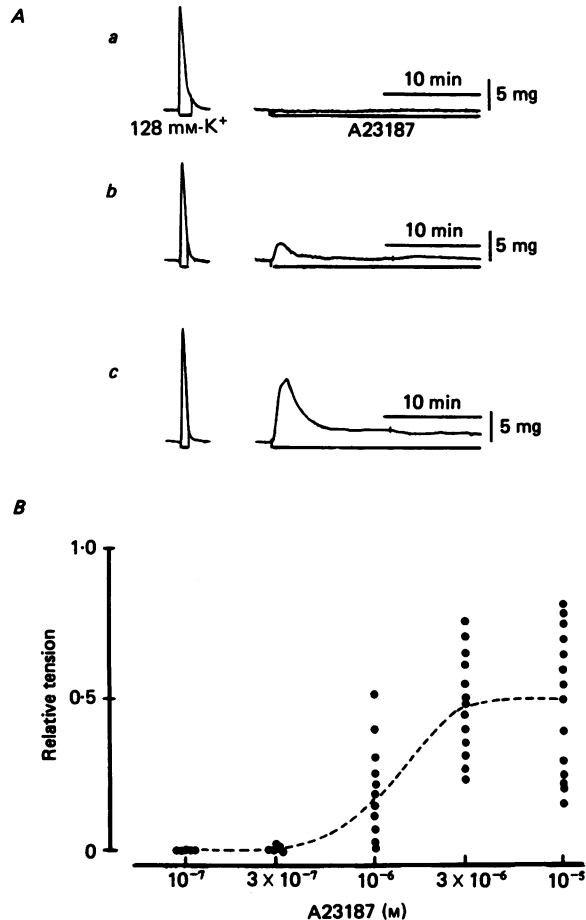 A
a
10 min
5 mg
128 mM-K⁺
A23187
b
10 min
5 mg
c
10 min
5 mg
B
1·0
0·5
0
Relative tension
10⁻⁷
3 × 10⁻⁷
10⁻⁶
3 × 10⁻⁶
10⁻⁵
A23187 (M)